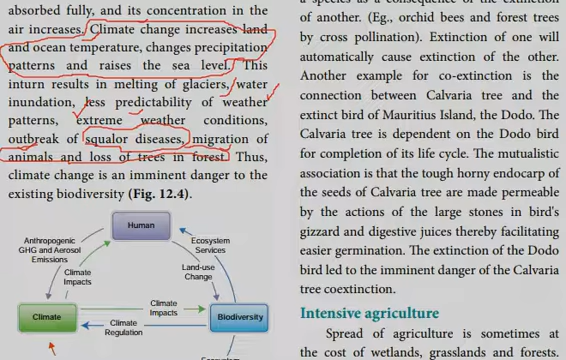 absorbed fully, and its concentration in the
air increases. Climate change increases land
and ocean temperature, changes precipitation
patterns and raises the sea level. This
inturn results in melting of glaciers, water
inundation, less predictability of weather
patterns, extreme weather conditions,
outbreak of squalor diseases, migration of
animals and loss of trees in forest. Thus,
climate change is an imminent danger to the
existing biodiversity (Fig. 12.4).
Human
Anthropogenic
GHG and Aerosol
Emissions
Climate
Impacts
Ecosystem
Services
Land-use
Change
Climate
Climate
Impacts
Climate
Regulation
Biodiversity
Ecosystem
a species as a consequence of the extinction
of another. (Eg., orchid bees and forest trees
by cross pollination). Extinction of one will
automatically cause extinction of the other.
Another example for co-extinction is the
connection between Calvaria tree and the
extinct bird of Mauritius Island, the Dodo. The
Calvaria tree is dependent on the Dodo bird
for completion of its life cycle. The mutualistic
association is that the tough horny endocarp of
the seeds of Calvaria tree are made permeable
by the actions of the large stones in bird's
gizzard and digestive juices thereby facilitating
easier germination. The extinction of the Dodo
bird led to the imminent danger of the Calvaria
tree coextinction.
Intensive agriculture
Spread of agriculture is sometimes at
the cost of wetlands, grasslands and forests.